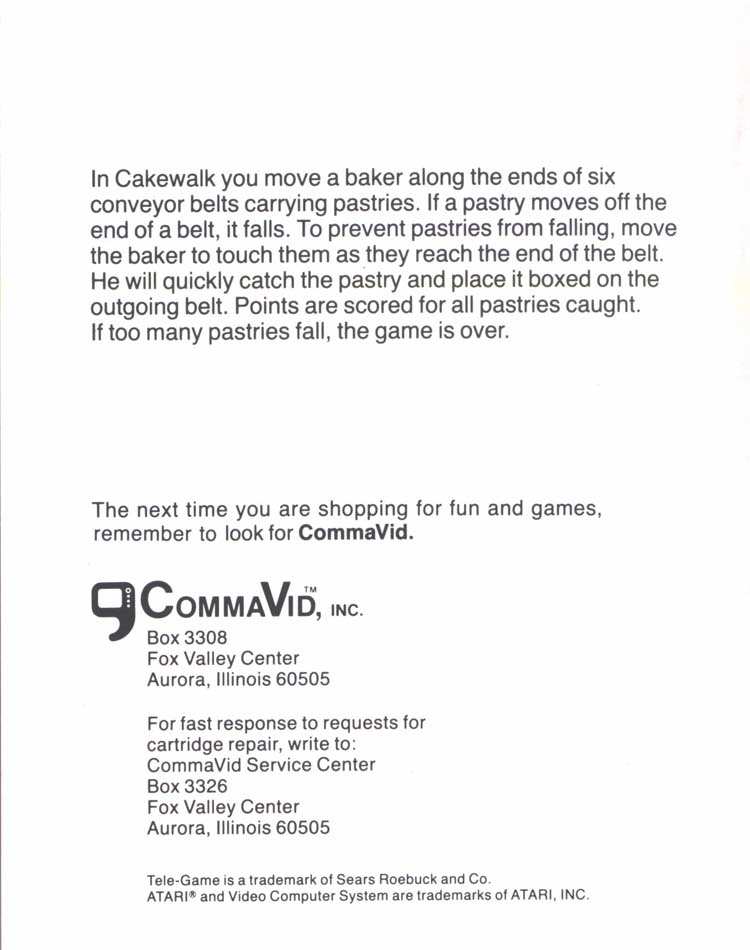 In Cakewalk you move a baker along the ends of six
conveyor belts carrying pastries. If a pastry moves off the
end of a belt, it falls. To prevent pastries from falling, move
the baker to touch them as they reach the end of the belt.
He will quickly catch the pastry and place it boxed on the
outgoing belt. Points are scored for all pastries caught.
If too many pastries fall, the game is over.
The next time you are shopping for fun and games,
remember to look for CommaVid.
COMMAVID,™ INC.
Box 3308
Fox Valley Center
Aurora, Illinois 60505
For fast response to requests for
cartridge repair, write to:
CommaVid Service Center
Box 3326
Fox Valley Center
Aurora, Illinois 60505
Tele-Game is a trademark of Sears Roebuck and Co.
ATARI® and Video Computer System are trademarks of ATARI, INC.